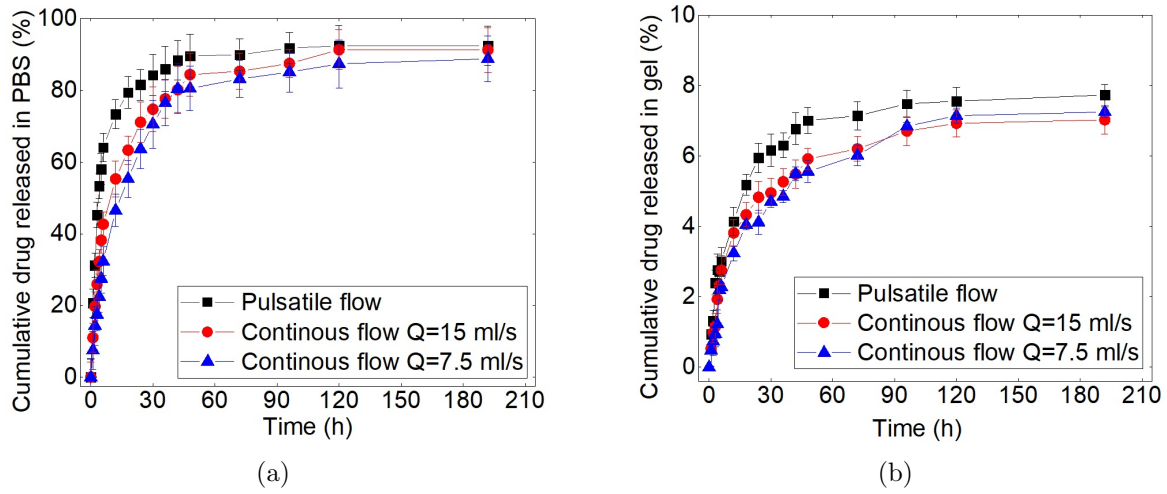 Cumulative drug released in PBS (%)
100
80
60
40
20
0
Pulsatile flow
Continous flow Q=15 ml/s
Continous flow Q=7.5 ml/s
0 30 60 90 120 150 180 210
Time (h)
(a)
Cumulative drug released in gel (%)
10
8
6
4
2
0
Pulsatile flow
Continous flow Q=15 ml/s
Continous flow Q=7.5 ml/s
0 30 60 90 120 150 180 210
Time (h)
(b)